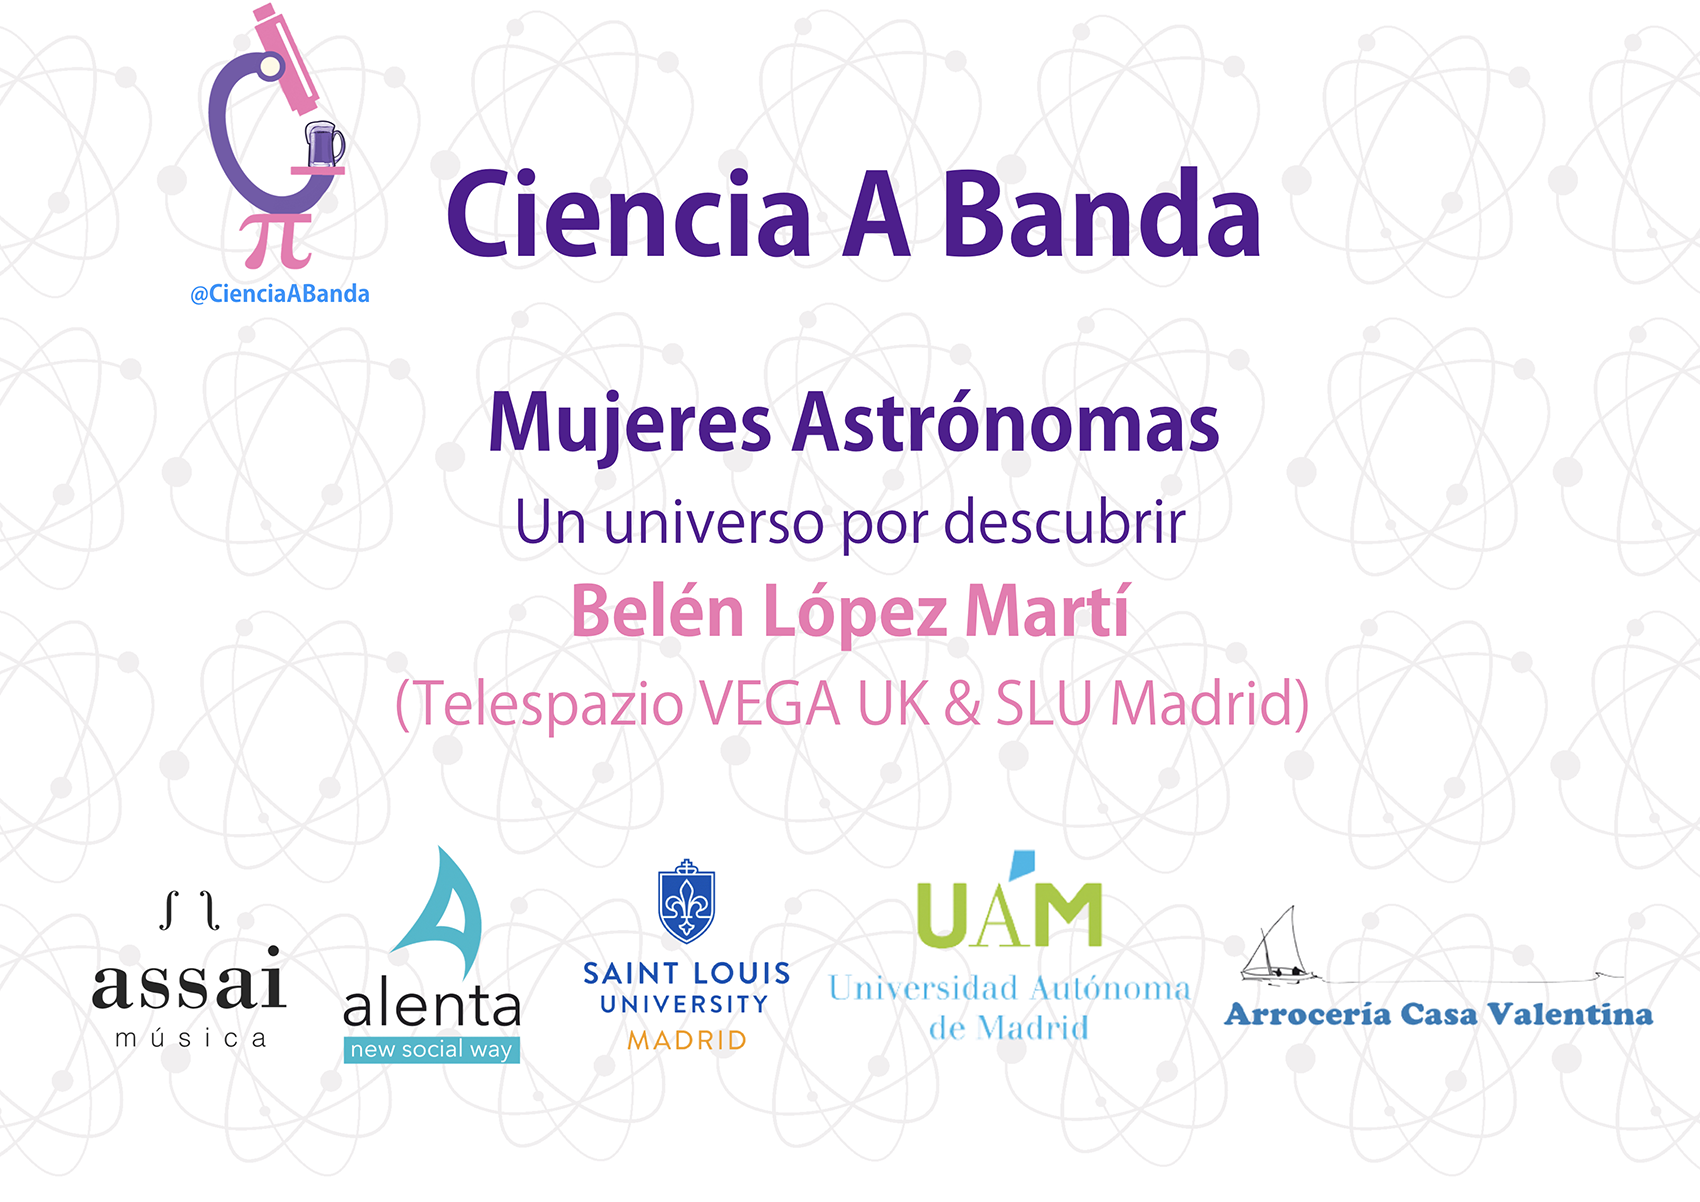 π
@CienciaABanda
Ciencia A Banda
Mujeres Astrónomas
Un universo por descubrir
Belén López Martí
(Telespazio VEGA UK & SLU Madrid)
assai
música
alenta
new social way
SAINT LOUIS
UNIVERSITY
MADRID
UAM
Universidad Autónoma
de Madrid
Arrocería Casa Valentina